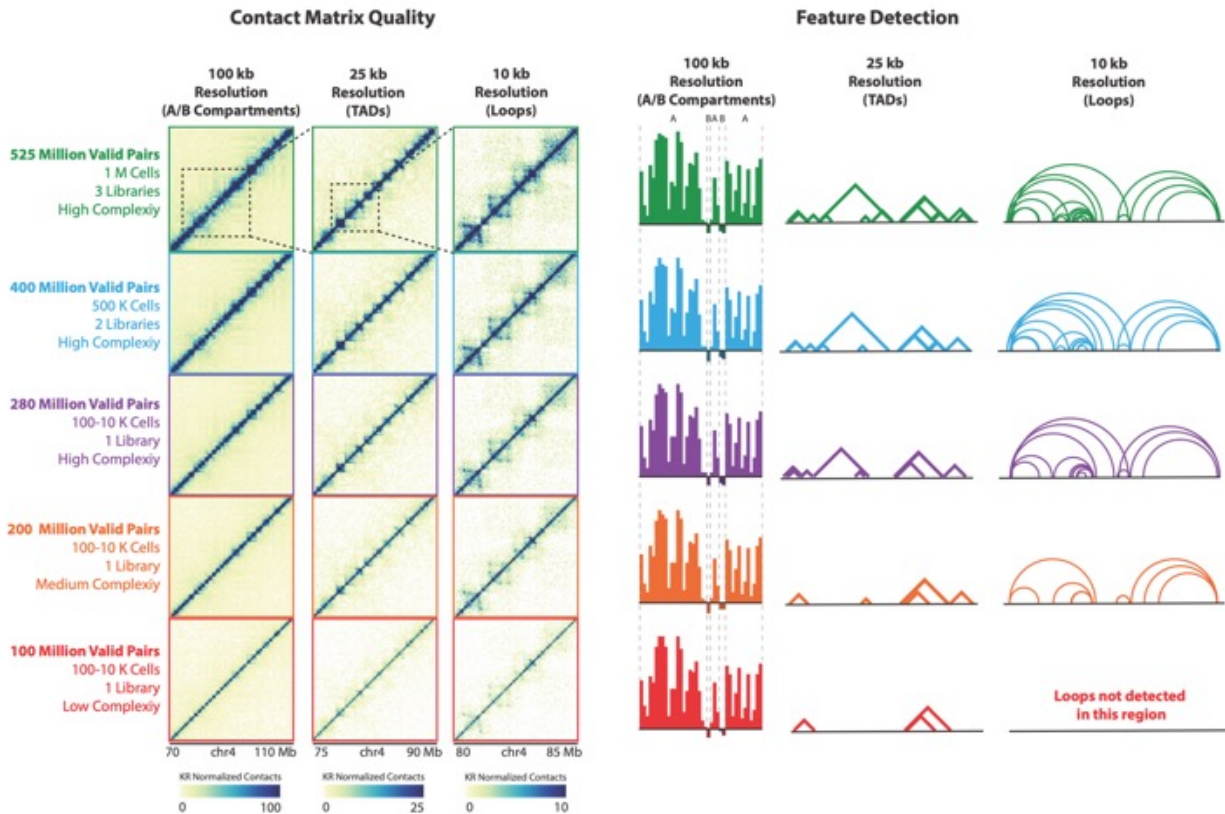 Contact Matrix Quality
Feature Detection
100 kb
Resolution
(A/B Compartments)
25 kb
Resolution
(TADs)
10 kb
Resolution
(Loops)
100 kb
Resolution
(A/B Compartments)
25 kb
Resolution
(TADs)
10 kb
Resolution
(Loops)
A BA B A
525 Million Valid Pairs
1 M Cells
3 Libraries
High Complexiy
400 Million Valid Pairs
500 K Cells
2 Libraries
High Complexiy
280 Million Valid Pairs
100-10 K Cells
1 Library
High Complexiy
200 Million Valid Pairs
100-10 K Cells
1 Library
Medium Complexiy
100 Million Valid Pairs
100-10 K Cells
1 Library
Low Complexiy
Loops not detected
in this region
70 chr4 110 Mb
75 chr4 90 Mb
80 chr4 85 Mb
KR Normalized Contacts
0 100
KR Normalized Contacts
0 25
KR Normalized Contacts
0 10